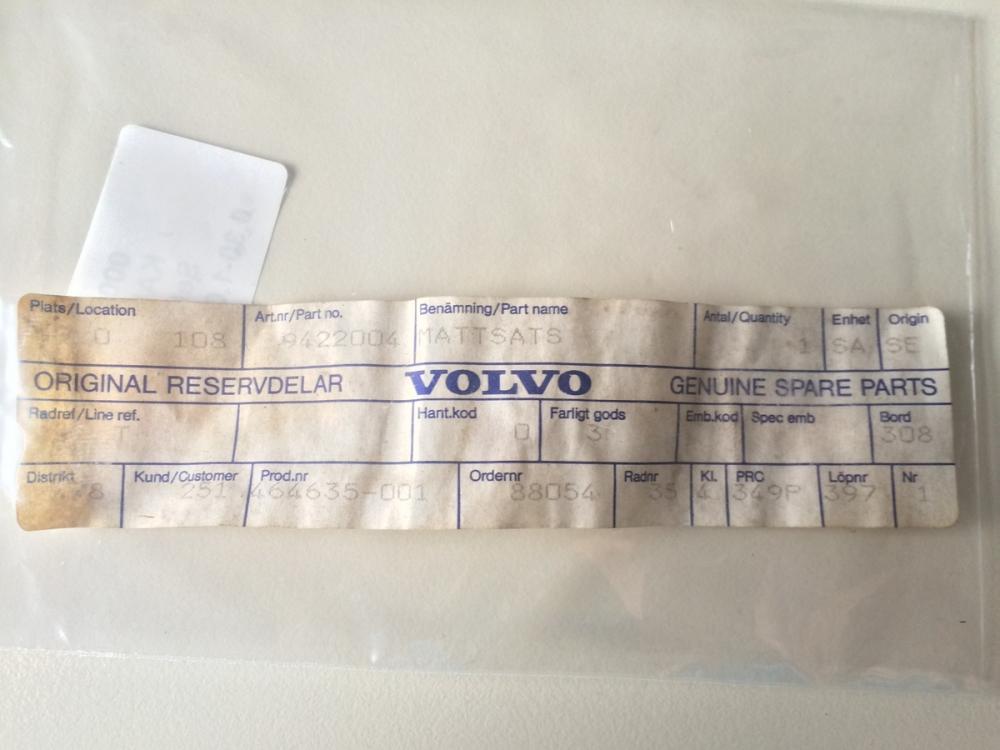 Plats/Location Art.nr/Part no. Benämning/Part name Antal/Quantity Enhet Origin
0 108 9422004 MATTSATS 1 SA SE
ORIGINAL RESERVDELAR VOLVO GENUINE SPARE PARTS
Radref/Line ref. Hant.kod Farligt gods Emb.kod Spec emb Bord
0 3 308
Distrikt Kund/Customer Prod.nr Ordernr Radnr Kl. PRC Löpnr Nr
8 251 464635-001 88054 35 4 349P 397 1